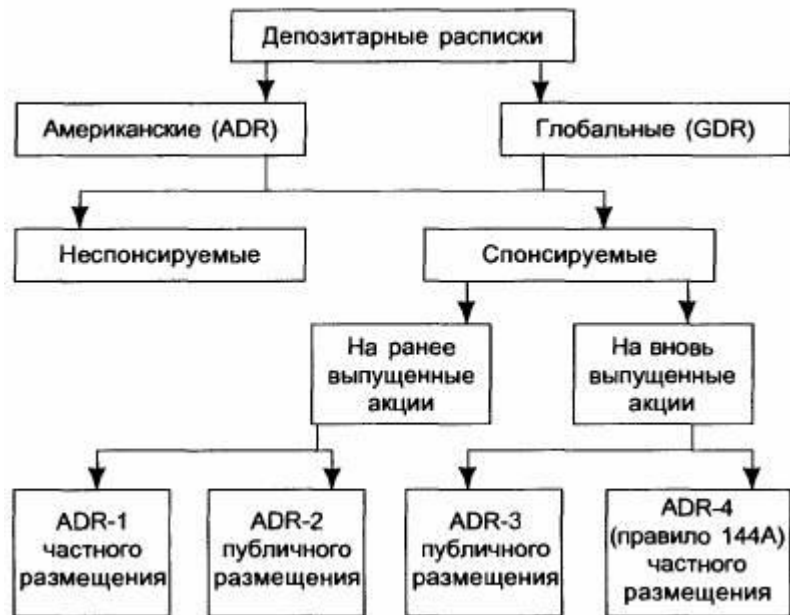 Депозитарные расписки
Американские (ADR)
Глобальные (GDR)
Неспонсируемые
Спонсируемые
На ранее
выпущенные
акции
На вновь
выпущенные
акции
ADR-1
частного
размещения
ADR-2
публичного
размещения
ADR-3
публичного
размещения
ADR-4
(правило 144А)
частного
размещения